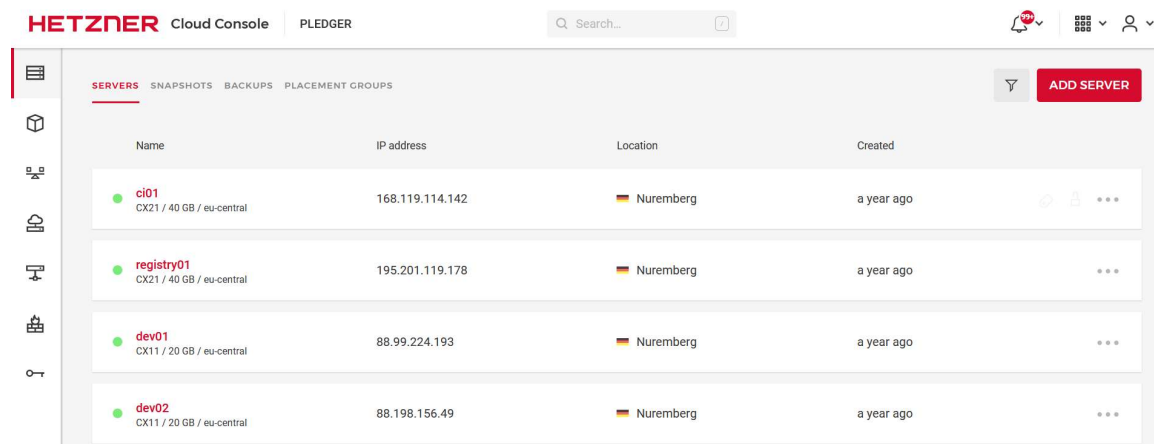 HETZNER Cloud Console PLEDGER Search... / 99+
SERVERS SNAPSHOTS BACKUPS PLACEMENT GROUPS ADD SERVER
Name IP address Location Created
ci01 168.119.114.142 Nuremberg a year ago
CX21 / 40 GB / eu-central
registry01 195.201.119.178 Nuremberg a year ago
CX21 / 40 GB / eu-central
dev01 88.99.224.193 Nuremberg a year ago
CX11 / 20 GB / eu-central
dev02 88.198.156.49 Nuremberg a year ago
CX11 / 20 GB / eu-central